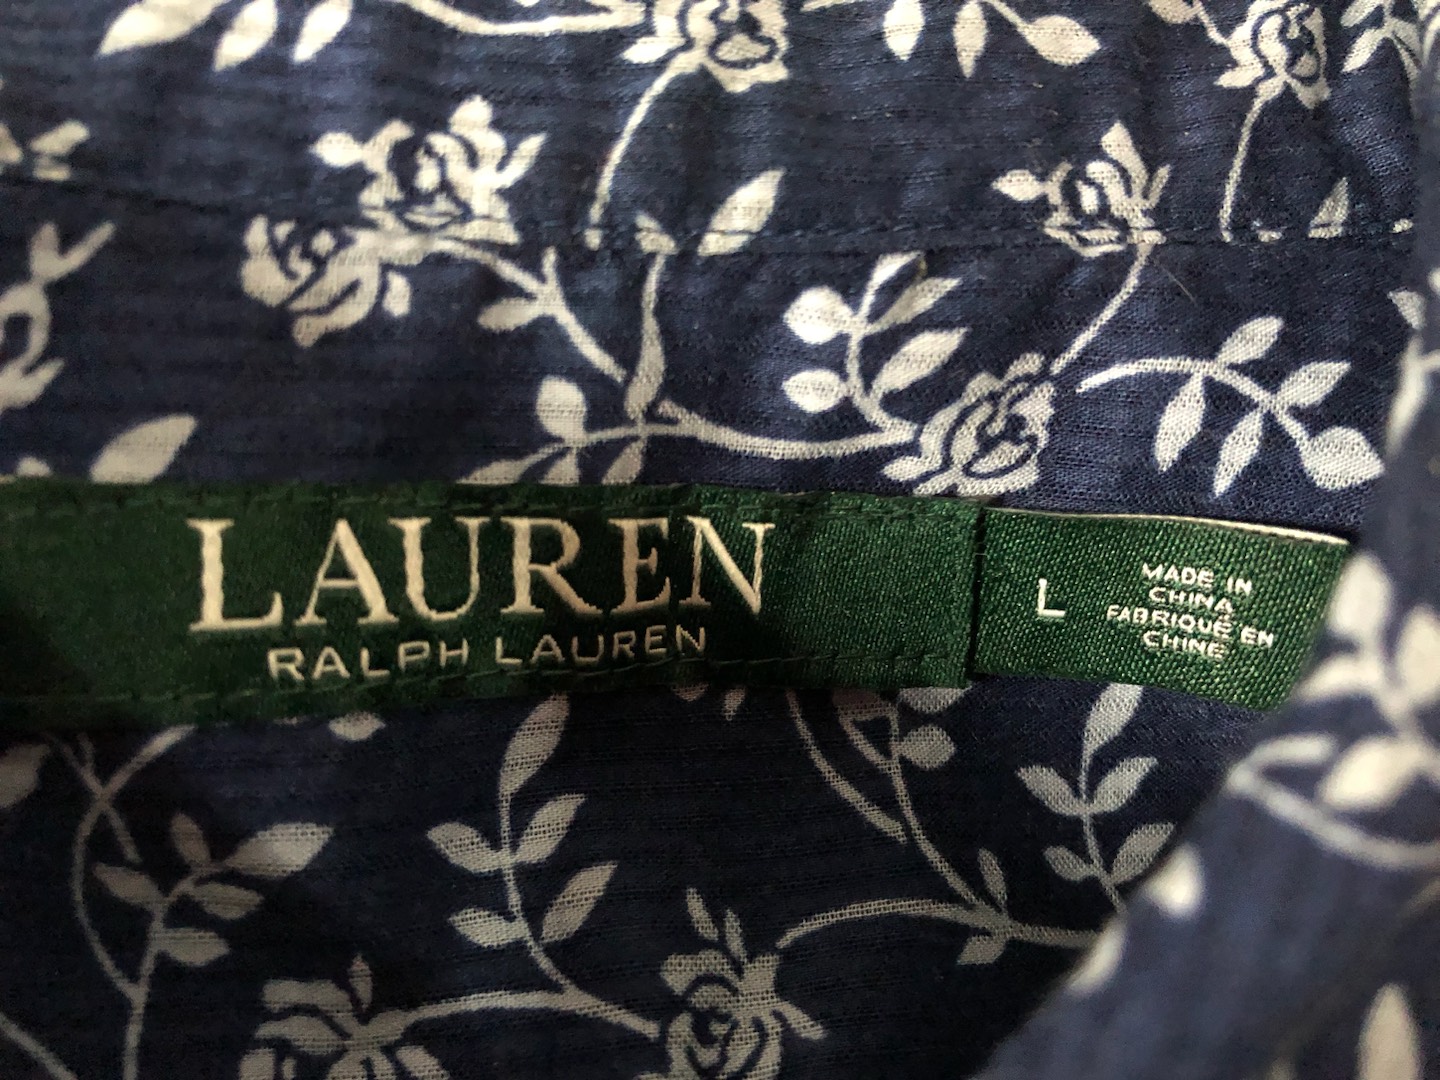 LAUREN
RALPH LAUREN
L
MADE IN
CHINA
FABRIQUÉ EN
CHINE